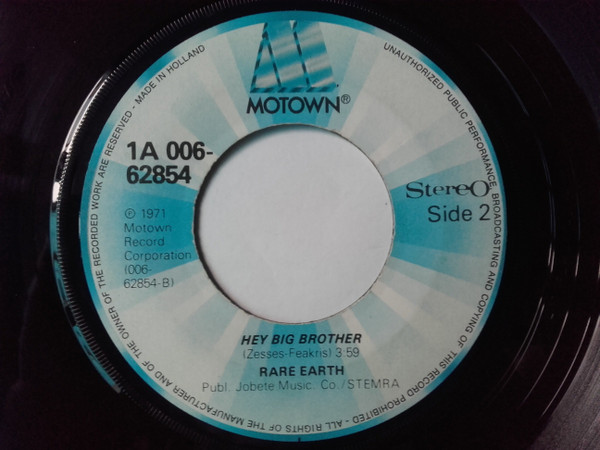 MOTOWN®
1A 006-
62854
℗ 1971
Motown
Record
Corporation
(006-
62854-B)
Stereo
Side 2
HEY BIG BROTHER
(Zesses-Feakris) 3:59
RARE EARTH
Publ. Jobete Music. Co./STEMRA
ALL RIGHTS OF THE MANUFACTURER AND OF THE OWNER OF THE RECORDED WORK ARE RESERVED - MADE IN HOLLAND
UNAUTHORIZED PUBLIC PERFORMANCE, BROADCASTING AND COPYING OF THIS RECORD PROHIBITED -